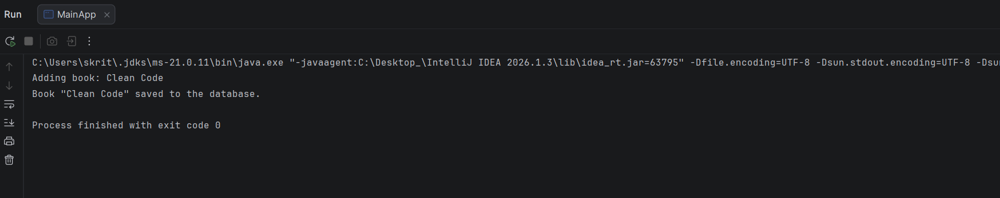 Run MainApp
C:\Users\skrit\.jdks\ms-21.0.11\bin\java.exe "-javaagent:C:\Desktop_\IntelliJ IDEA 2026.1.3\lib\idea_rt.jar=63795" -Dfile.encoding=UTF-8 -Dsun.stdout.encoding=UTF-8 -Dsu
Adding book: Clean Code
Book "Clean Code" saved to the database.
Process finished with exit code 0